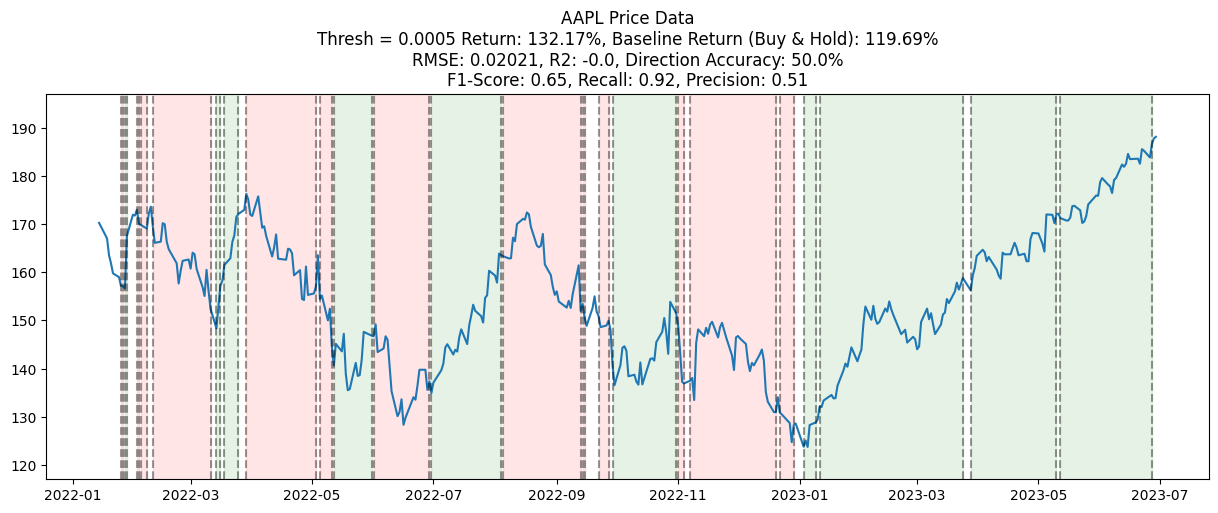 AAPL Price Data
Thresh = 0.0005 Return: 132.17%, Baseline Return (Buy & Hold): 119.69%
RMSE: 0.02021, R2: -0.0, Direction Accuracy: 50.0%
F1-Score: 0.65, Recall: 0.92, Precision: 0.51
190
180
170
160
150
140
130
120
2022-01 2022-03 2022-05 2022-07 2022-09 2022-11 2023-01 2023-03 2023-05 2023-07